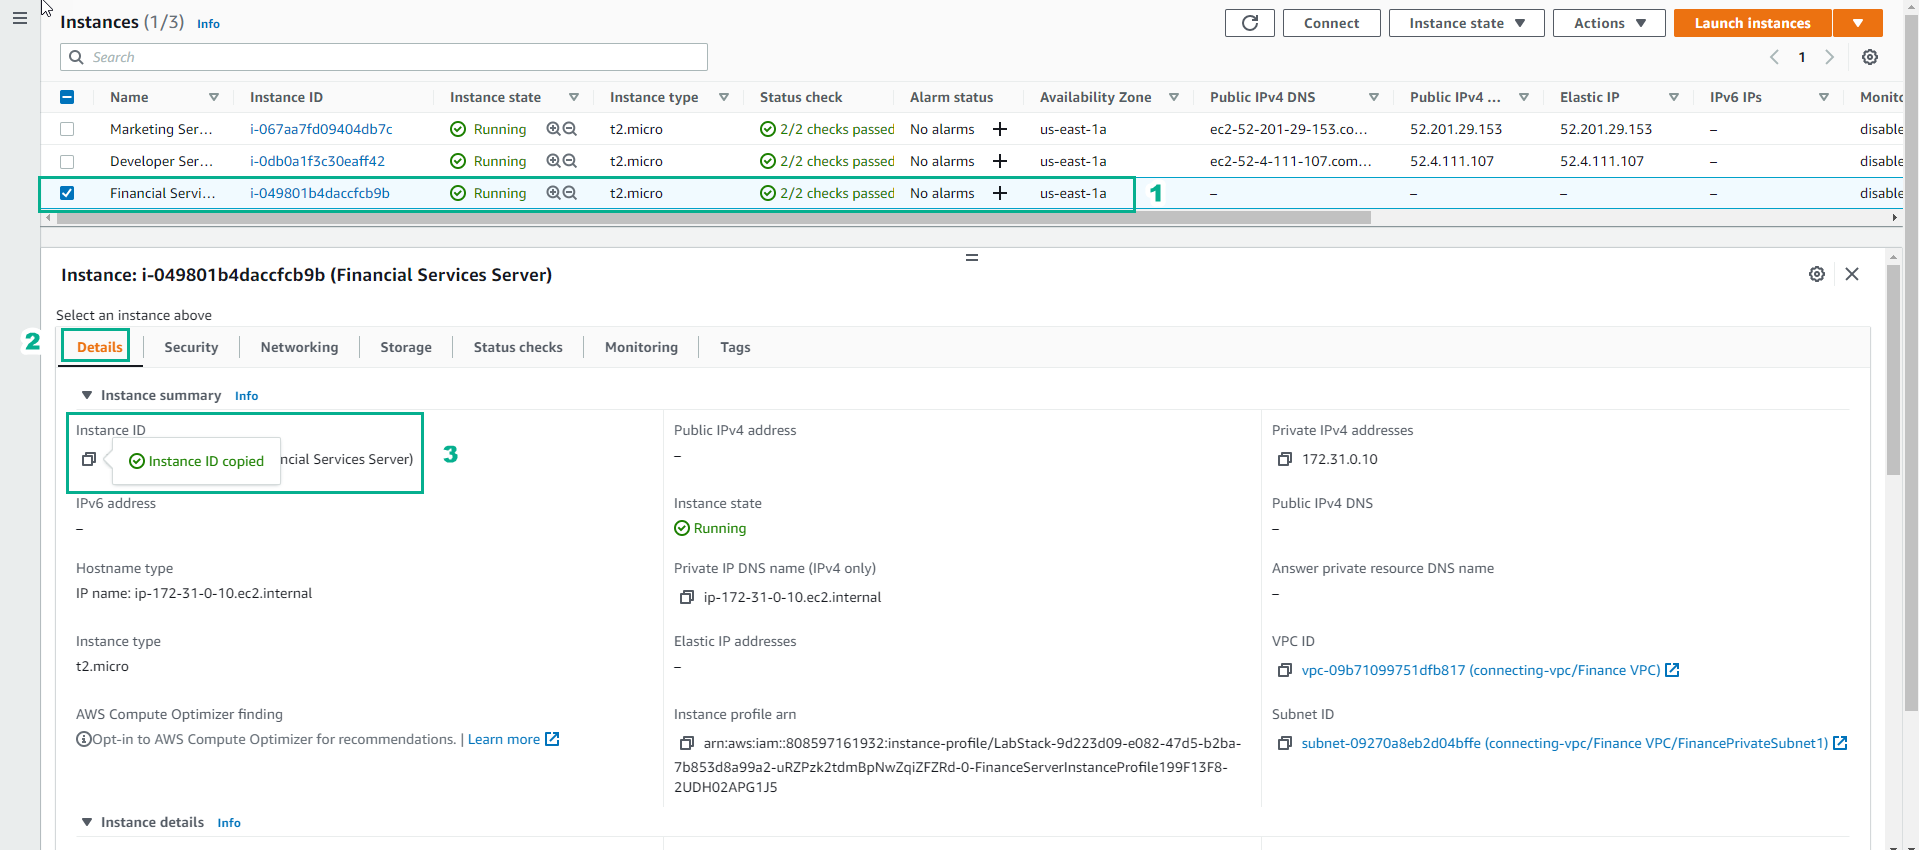 Instances (1/3) Info
Connect Instance state Actions Launch instances
Search
1
Name Instance ID Instance state Instance type Status check Alarm status Availability Zone Public IPv4 DNS Public IPv4 ... Elastic IP IPv6 IPs Monito
Marketing Ser... i-067aa7fd09404db7c Running t2.micro 2/2 checks passed No alarms us-east-1a ec2-52-201-29-153.co... 52.201.29.153 52.201.29.153 – disable
Developer Ser... i-0db0a1f3c30eaff42 Running t2.micro 2/2 checks passed No alarms us-east-1a ec2-52-4-111-107.com... 52.4.111.107 52.4.111.107 – disable
Financial Servi... i-049801b4daccfcb9b Running t2.micro 2/2 checks passed No alarms us-east-1a 1 – – – – disable
Instance: i-049801b4daccfcb9b (Financial Services Server)
Select an instance above
2 Details Security Networking Storage Status checks Monitoring Tags
Instance summary Info
Instance ID
Instance ID copied ncial Services Server)
3
Public IPv4 address
–
Private IPv4 addresses
172.31.0.10
IPv6 address
–
Instance state
Running
Public IPv4 DNS
–
Hostname type
IP name: ip-172-31-0-10.ec2.internal
Private IP DNS name (IPv4 only)
ip-172-31-0-10.ec2.internal
Answer private resource DNS name
–
Instance type
t2.micro
Elastic IP addresses
–
VPC ID
vpc-09b71099751dfb817 (connecting-vpc/Finance VPC)
AWS Compute Optimizer finding
Opt-in to AWS Compute Optimizer for recommendations. | Learn more
Instance profile arn
arn:aws:iam::808597161932:instance-profile/LabStack-9d223d09-e082-47d5-b2ba-
7b853d8a99a2-uRZPzk2tdmBpNwZqiZFZRd-0-FinanceServerInstanceProfile199F13F8-
2UDH02APG1J5
Subnet ID
subnet-09270a8eb2d04bffe (connecting-vpc/Finance VPC/FinancePrivateSubnet1)
Instance details Info